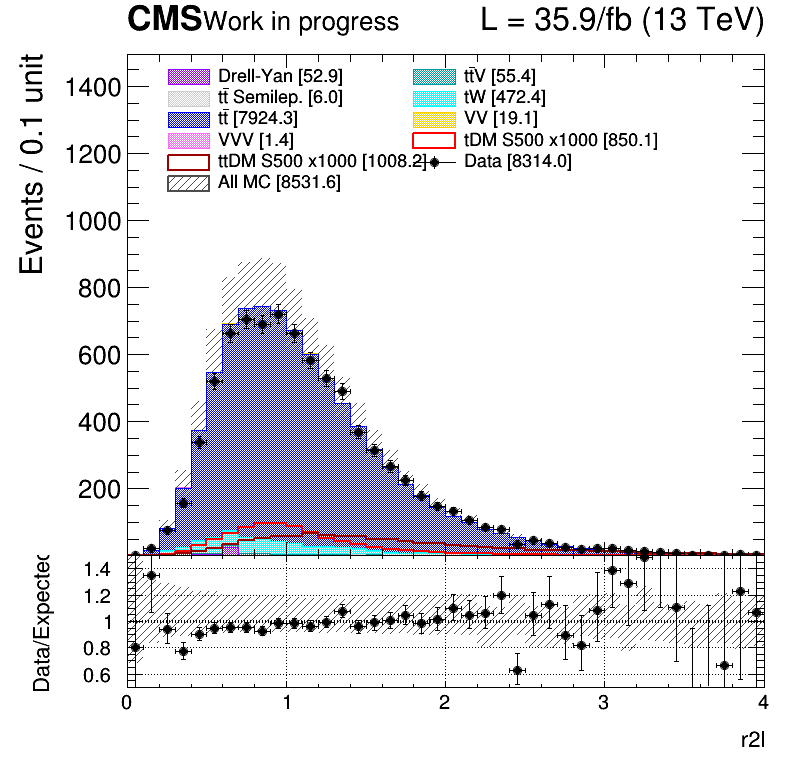 CMS Work in progress L = 35.9/fb (13 TeV)
Events / 0.1 unit
1400
1200
1000
800
600
400
200
Drell-Yan [52.9]
tt̄V [55.4]
tt̄ Semilep. [6.0]
tW [472.4]
tt̄ [7924.3]
VV [19.1]
VVV [1.4]
tDM S500 x1000 [850.1]
ttDM S500 x1000 [1008.2]
Data [8314.0]
All MC [8531.6]
Data/Expected
1.4
1.2
1
0.8
0.6
0 1 2 3 4
r2l